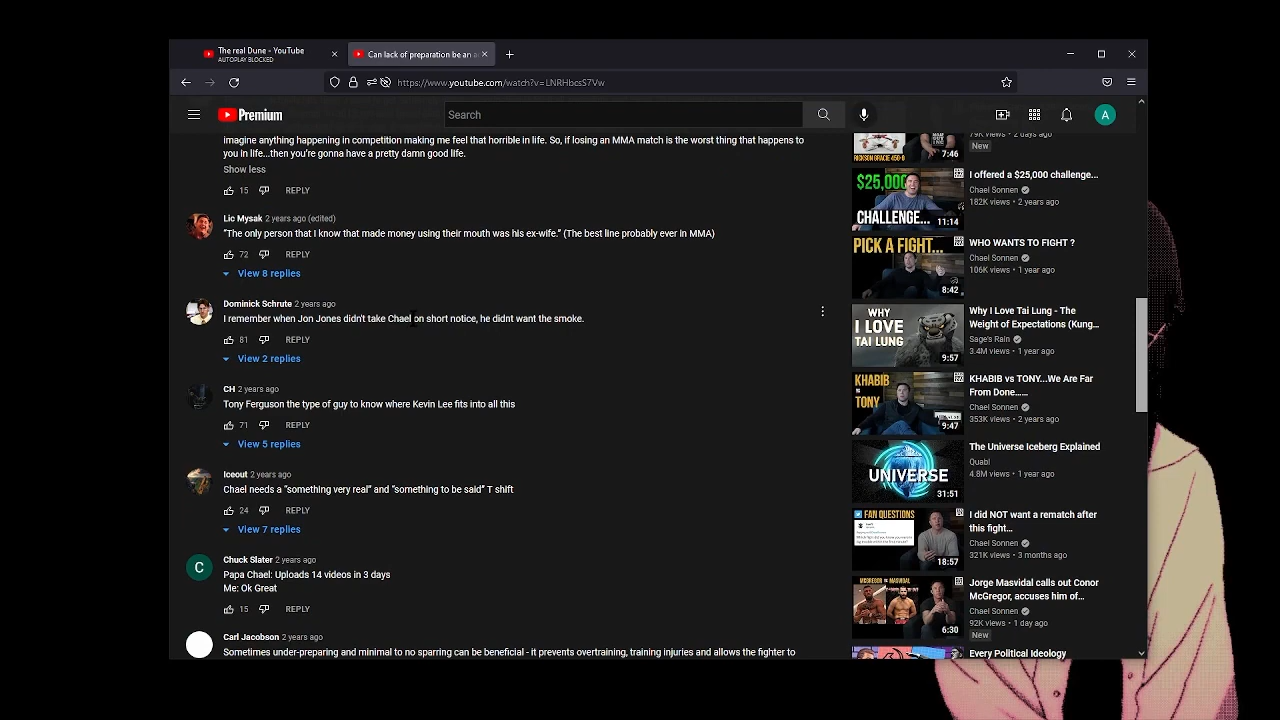 The real Dune - YouTube
AUTOPLAY BLOCKED
Can lack of preparation be an a
https://www.youtube.com/watch?v=LNRHbcsS7Vw
Premium
Search
A
imagine anything happening in competition making me feel that horrible in life. So, if losing an MMA match is the worst thing that happens to
you in life...then you're gonna have a pretty damn good life.
Show less
15 REPLY
Lic Mysak 2 years ago (edited)
"The only person that I know that made money using their mouth was his ex-wife." (The best line probably ever in MMA)
72 REPLY
View 8 replies
Dominick Schrute 2 years ago
I remember when Jon Jones didn't take Chael on short notice, he didnt want the smoke.
81 REPLY
View 2 replies
CH 2 years ago
Tony Ferguson the type of guy to know where Kevin Lee fits into all this
71 REPLY
View 5 replies
Iceout 2 years ago
Chael needs a "something very real" and "something to be said" T shift
24 REPLY
View 7 replies
C
Chuck Slater 2 years ago
Papa Chael: Uploads 14 videos in 3 days
Me: Ok Great
15 REPLY
Carl Jacobson 2 years ago
Sometimes under-preparing and minimal to no sparring can be beneficial - it prevents overtraining, training injuries and allows the fighter to
RICKSON GRACIE 450-0
7:46
79K views • 2 days ago
New
$25,000
CHALLENGE...
11:14
I offered a $25,000 challenge...
Chael Sonnen
182K views • 2 years ago
PICK A FIGHT...
8:42
WHO WANTS TO FIGHT ?
Chael Sonnen
106K views • 1 year ago
WHY
I LOVE
TAI LUNG
9:57
Why I Love Tai Lung - The
Weight of Expectations (Kung...
Sage's Rain
3.4M views • 1 year ago
KHABIB
VS
TONY
9:47
KHABIB vs TONY...We Are Far
From Done......
Chael Sonnen
353K views • 2 years ago
UNIVERSE
31:51
The Universe Iceberg Explained
Quabl
4.8M views • 1 year ago
FAN QUESTIONS
18:57
I did NOT want a rematch after
this fight...
Chael Sonnen
321K views • 3 months ago
MCGREGOR vs MASVIDAL
6:30
Jorge Masvidal calls out Conor
McGregor, accuses him of...
Chael Sonnen
92K views • 1 day ago
New
Every Political Ideology